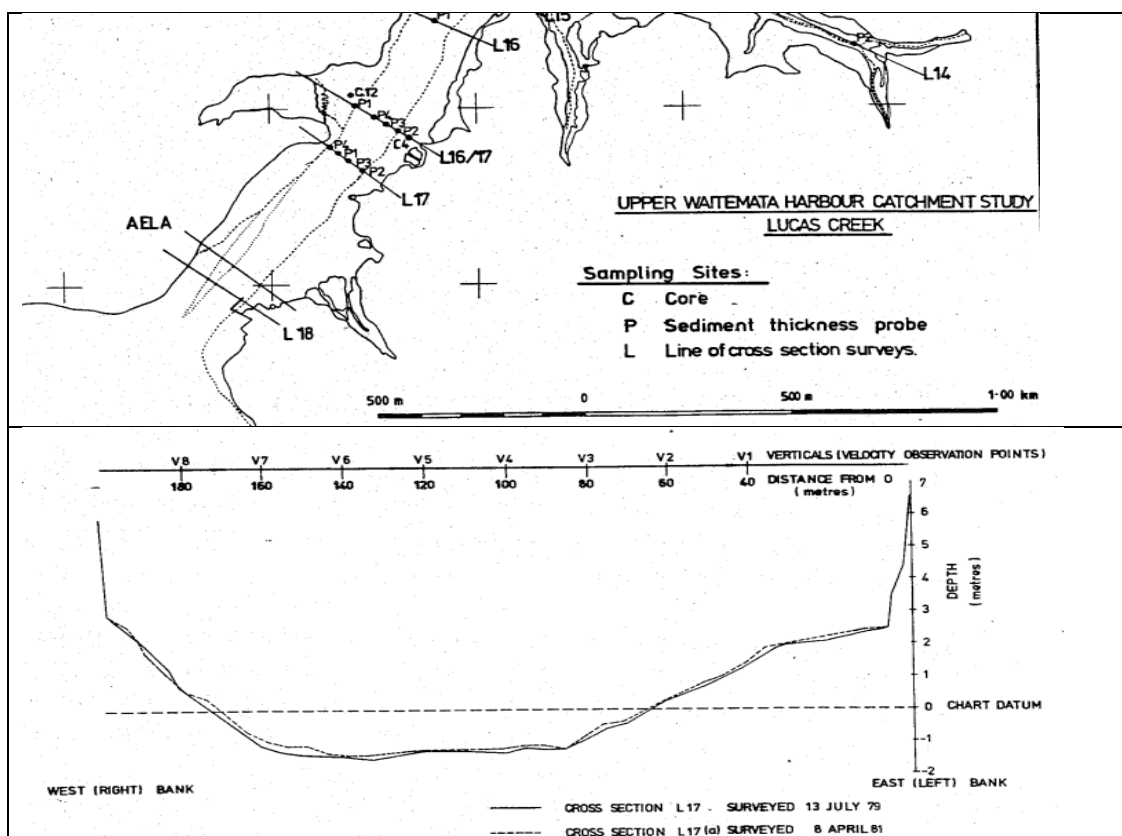 P1
L15
L16
P2
L14
C12
P1
P4
P3
P2
C4
L16/17
P4
P1
P3
P2
L17
AELA
L18
UPPER WAITEMATA HARBOUR CATCHMENT STUDY
LUCAS CREEK
Sampling Sites:
C Core
P Sediment thickness probe
L Line of cross section surveys.
500 m 0 500 m 1·00 km
V8 V7 V6 V5 V4 V3 V2 V1 VERTICALS (VELOCITY OBSERVATION POINTS)
180 160 140 120 100 80 60 40 DISTANCE FROM O
(metres)
7
6
5
4
3
2
1
0
-1
-2
DEPTH
(metres)
CHART DATUM
WEST (RIGHT) BANK EAST (LEFT) BANK
CROSS SECTION L17 . SURVEYED 13 JULY 79
CROSS SECTION L17 (a) SURVEYED 8 APRIL 81